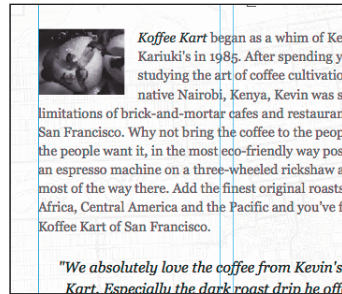 Koffee Kart began as a whim of Ke
Kariuki's in 1985. After spending y
studying the art of coffee cultivatio
native Nairobi, Kenya, Kevin was s
limitations of brick-and-mortar cafes and restauran
San Francisco. Why not bring the coffee to the peop
the people want it, in the most eco-friendly way pos
an espresso machine on a three-wheeled rickshaw a
most of the way there. Add the finest original roasts
Africa, Central America and the Pacific and you've f
Koffee Kart of San Francisco.
"We absolutely love the coffee from Kevin's
Kart. Especially the dark roast drip he offe